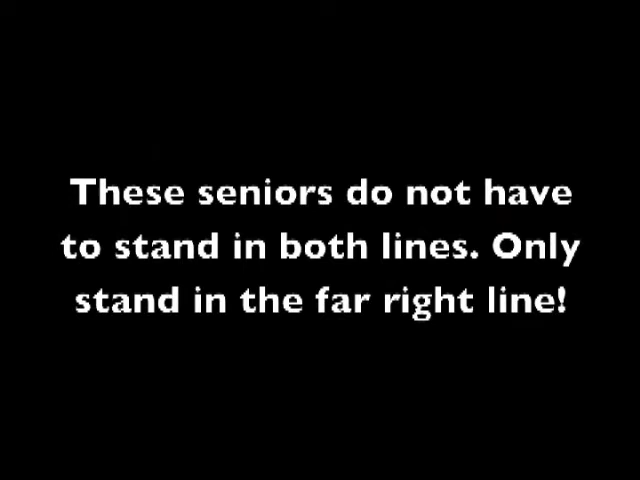 These seniors do not have
to stand in both lines. Only
stand in the far right line!